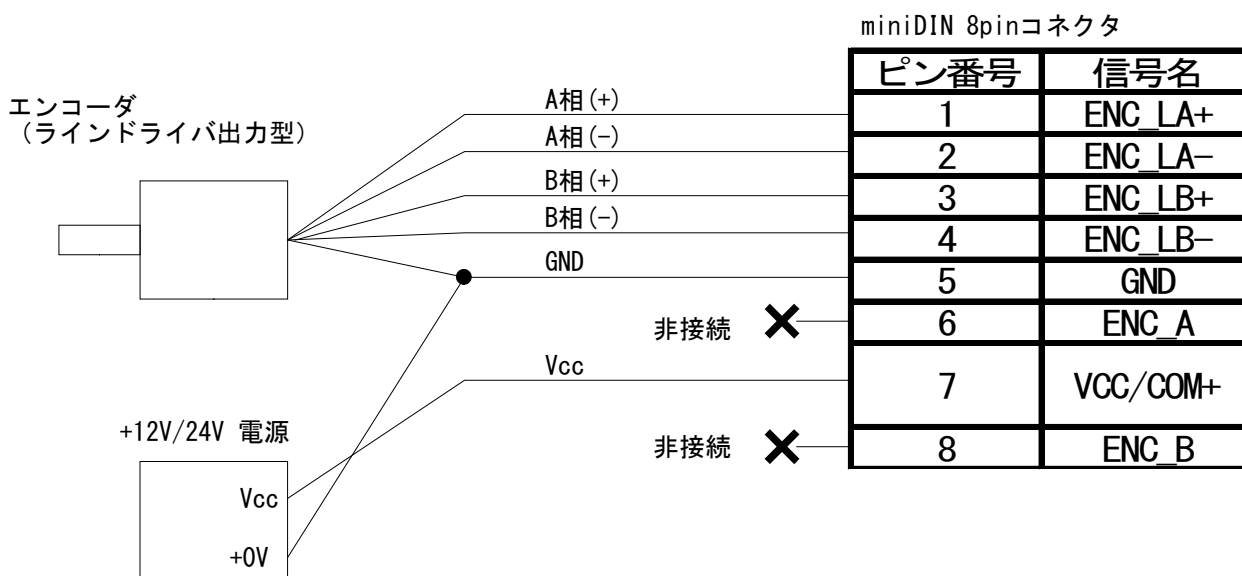 miniDIN 8pinコネクタ
ピン番号 信号名
エンコーダ
（ラインドライバ出力型）
A相(+)
1 ENC_LA+
A相(-)
2 ENC_LA-
B相(+)
3 ENC_LB+
B相(-)
4 ENC_LB-
GND
5 GND
非接続
6 ENC_A
Vcc
7 VCC/COM+
+12V/24V 電源
非接続
8 ENC_B
Vcc
+0V